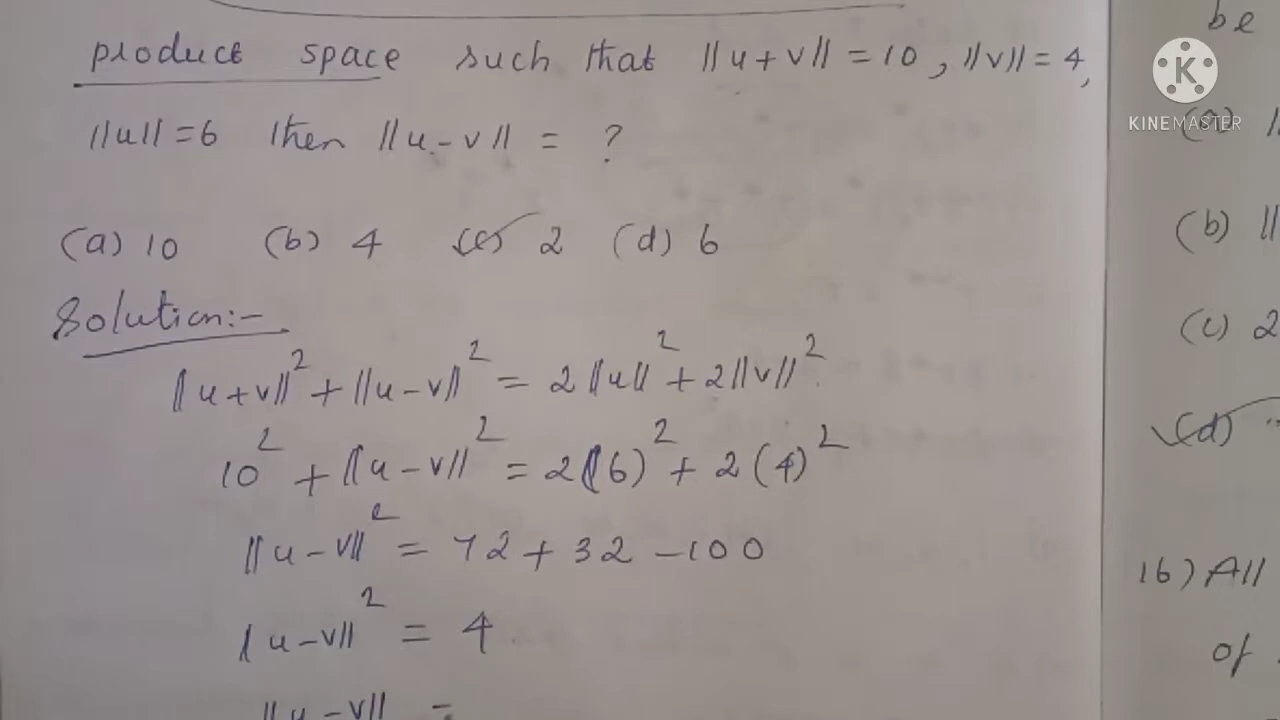 product space such that ||u+v|| = 10, ||v|| = 4,
||u|| = 6 then ||u-v|| = ?
(a) 10 (b) 4 (c) 2 (d) 6
Solution:-
||u+v||² + ||u-v||² = 2||u||² + 2||v||²
10² + ||u-v||² = 2(6)² + 2(4)²
||u-v||² = 72 + 32 - 100
||u-v||² = 4
||u-v|| =
be
(a) ||
(b) ||
(c) 2
(d)
16) All
of
KINEMASTER